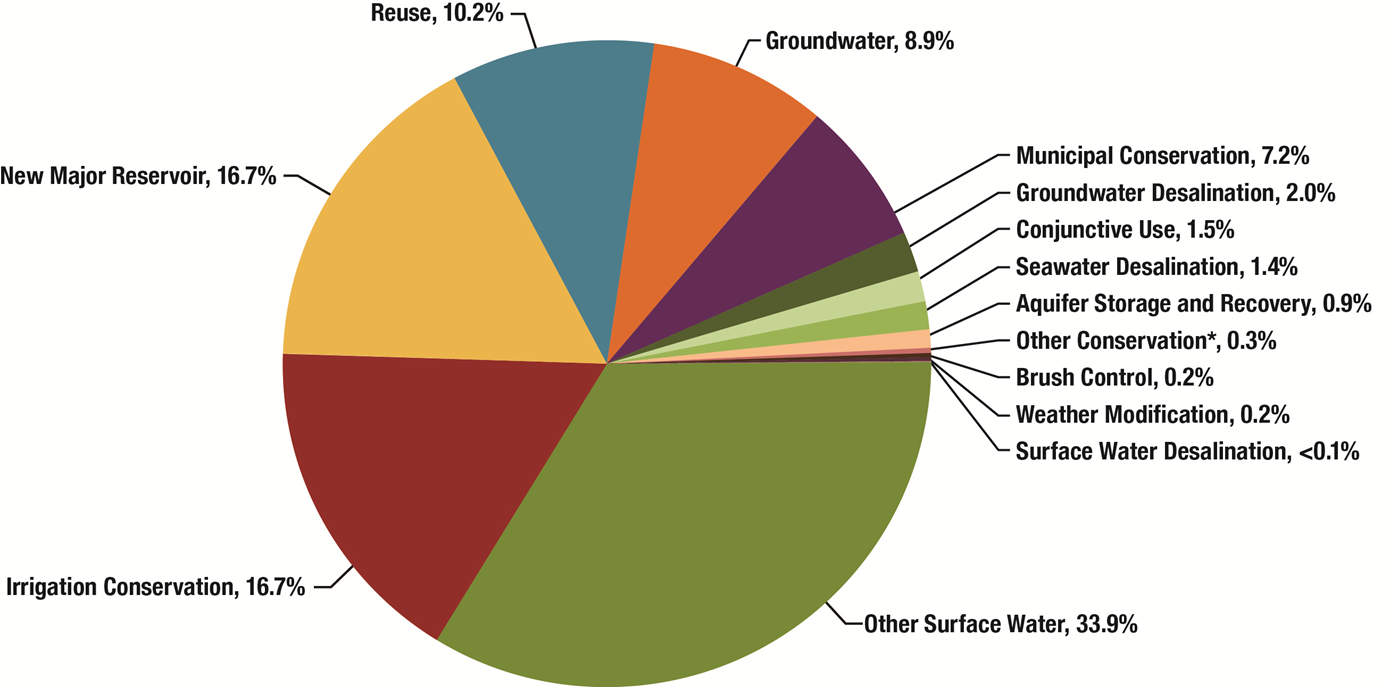 Reuse, 10.2%
Groundwater, 8.9%
Municipal Conservation, 7.2%
Groundwater Desalination, 2.0%
Conjunctive Use, 1.5%
Seawater Desalination, 1.4%
Aquifer Storage and Recovery, 0.9%
Other Conservation*, 0.3%
Brush Control, 0.2%
Weather Modification, 0.2%
Surface Water Desalination, <0.1%
Other Surface Water, 33.9%
Irrigation Conservation, 16.7%
New Major Reservoir, 16.7%